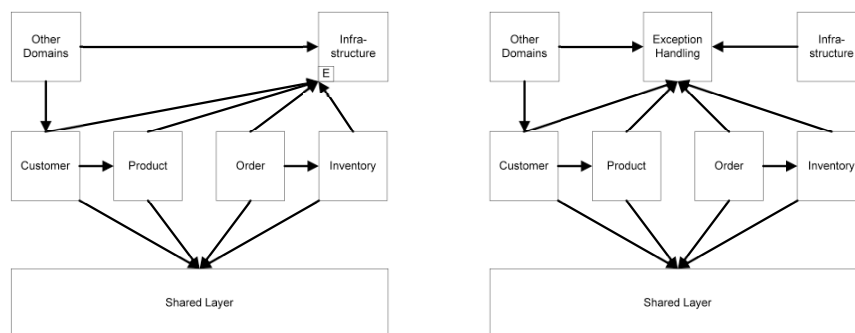 Other
Domains
Infra-
structure
E
Customer
Product
Order
Inventory
Shared Layer
Other
Domains
Exception
Handling
Infra-
structure
Customer
Product
Order
Inventory
Shared Layer